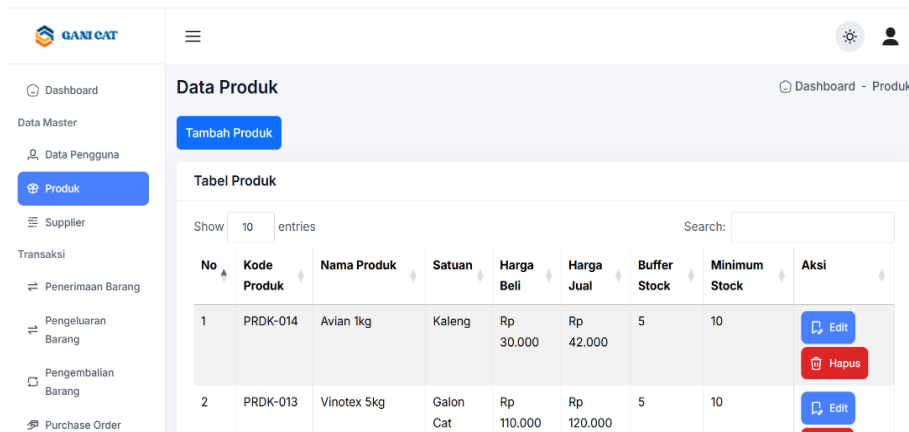 GANI CAT
Dashboard
Data Master
Data Pengguna
Produk
Supplier
Transaksi
Penerimaan Barang
Pengeluaran
Barang
Pengembalian
Barang
Purchase Order
Data Produk
Dashboard - Produk
Tambah Produk
Tabel Produk
Show 10 entries
Search:
No Kode Nama Produk Satuan Harga Harga Buffer Minimum Aksi
Produk Beli Jual Stock Stock
1 PRDK-014 Avian 1kg Kaleng Rp Rp 5 10 Edit
30.000 42.000
Hapus
2 PRDK-013 Vinotex 5kg Galon Rp Rp 5 10 Edit
Cat 110.000 120.000